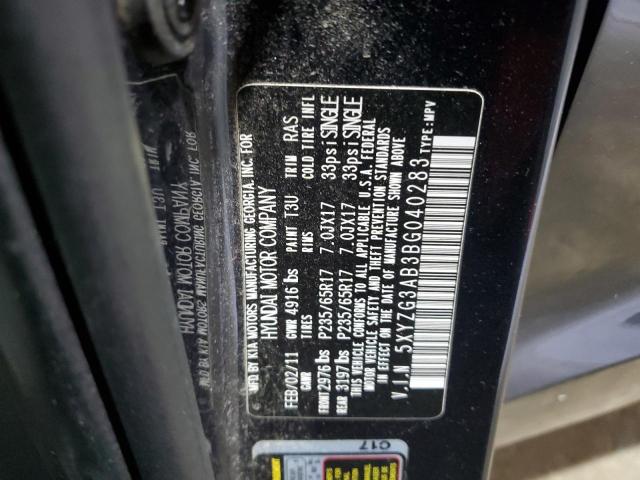 MFD BY KIA MOTORS MANUFACTURING GEORGIA, INC. FOR
HYUNDAI MOTOR COMPANY
FEB/02/11 GVWR 4916 lbs PAINT T3U TRIM RAS
GAWR TIRES RIMS COLD TIRE INFL
FRONT 2976 lbs P235/65R17 7.0JX17 33psi SINGLE
REAR 3197 lbs P235/65R17 7.0JX17 33psi SINGLE
THIS VEHICLE CONFORMS TO ALL APPLICABLE U.S.A. FEDERAL
MOTOR VEHICLE SAFETY AND THEFT PREVENTION STANDARDS
IN EFFECT ON THE DATE OF MANUFACTURE SHOWN ABOVE
V.I.N 5XYZG3AB3BG040283 TYPE:MPV
C17